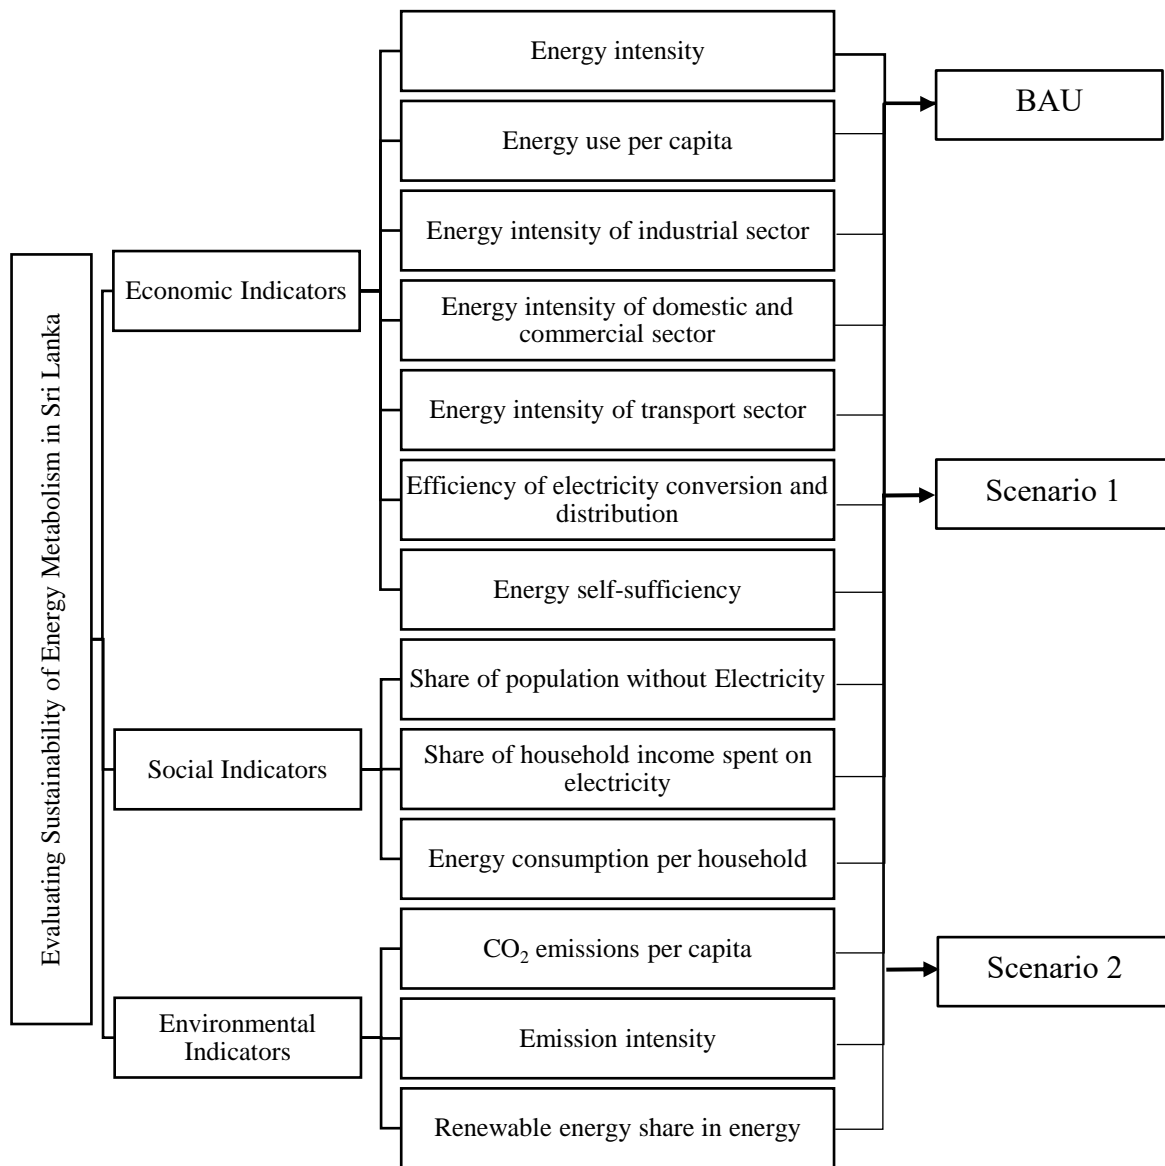 Evaluating Sustainability of Energy Metabolism in Sri Lanka
Economic Indicators
Energy intensity
Energy use per capita
Energy intensity of industrial sector
Energy intensity of domestic and
commercial sector
Energy intensity of transport sector
Efficiency of electricity conversion and
distribution
Energy self-sufficiency
Social Indicators
Share of population without Electricity
Share of household income spent on
electricity
Energy consumption per household
Environmental
Indicators
CO₂ emissions per capita
Emission intensity
Renewable energy share in energy
BAU
Scenario 1
Scenario 2